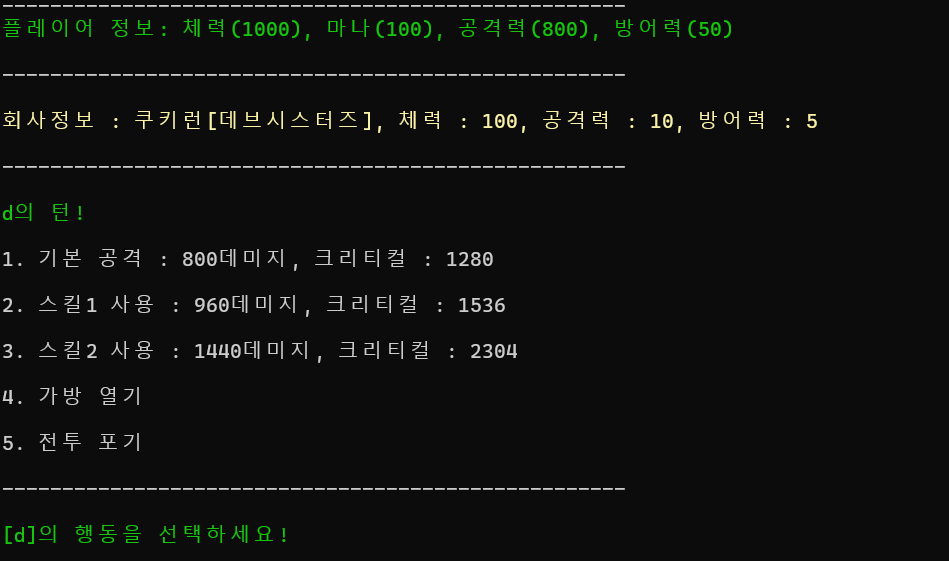 ----------------------------------------------------
플레이어 정보: 체력(1000), 마나(100), 공격력(800), 방어력(50)
----------------------------------------------------
회사정보 : 쿠키런[데브시스터즈], 체력 : 100, 공격력 : 10, 방어력 : 5
----------------------------------------------------
d의 턴!
1. 기본 공격 : 800데미지, 크리티컬 : 1280
2. 스킬1 사용 : 960데미지, 크리티컬 : 1536
3. 스킬2 사용 : 1440데미지, 크리티컬 : 2304
4. 가방 열기
5. 전투 포기
----------------------------------------------------
[d]의 행동을 선택하세요!